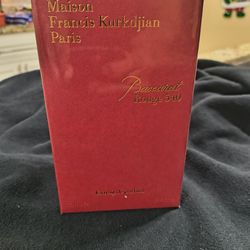 Maison
Francis Kurkdjian
Paris
Baccarat
Rouge 540